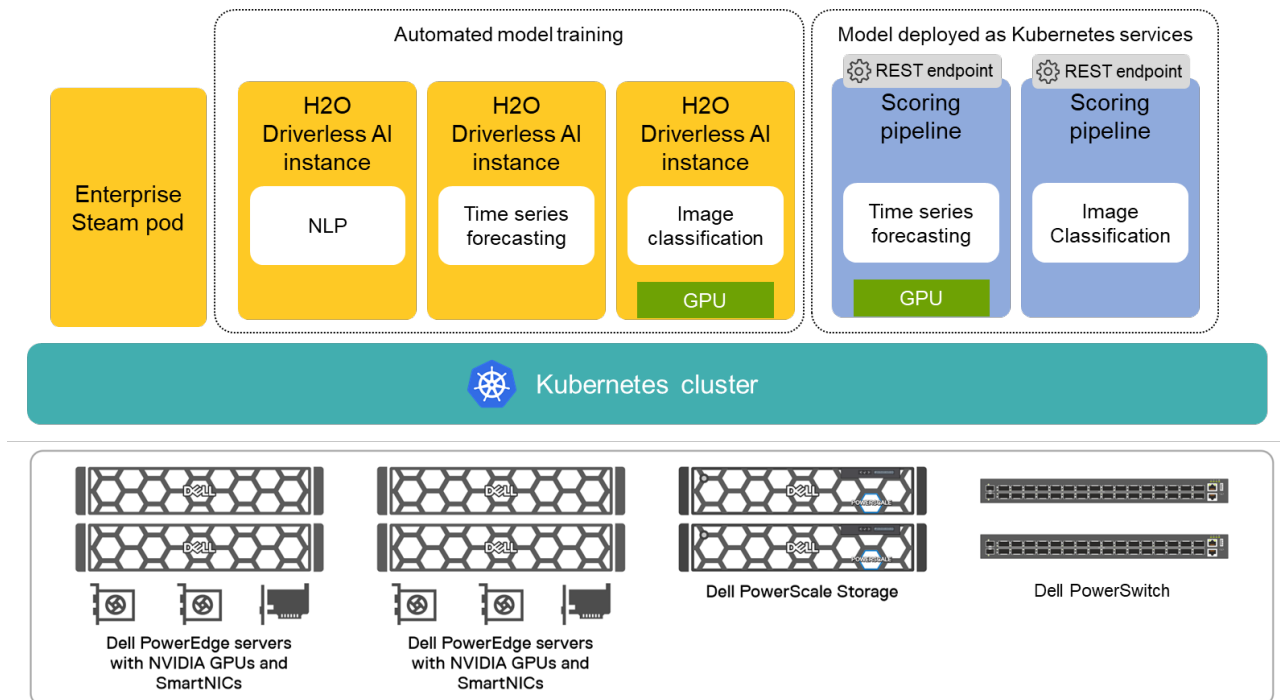 Automated model training
Model deployed as Kubernetes services
Enterprise
Steam pod
H2O
Driverless AI
instance
NLP
H2O
Driverless AI
instance
Time series
forecasting
H2O
Driverless AI
instance
Image
classification
GPU
REST endpoint
Scoring
pipeline
Time series
forecasting
GPU
REST endpoint
Scoring
pipeline
Image
Classification
Kubernetes cluster
DELL
DELL
Dell PowerEdge servers
with NVIDIA GPUs and
SmartNICs
DELL
DELL
Dell PowerEdge servers
with NVIDIA GPUs and
SmartNICs
DELL
POWERSCALE
DELL
POWERSCALE
Dell PowerScale Storage
Dell PowerSwitch